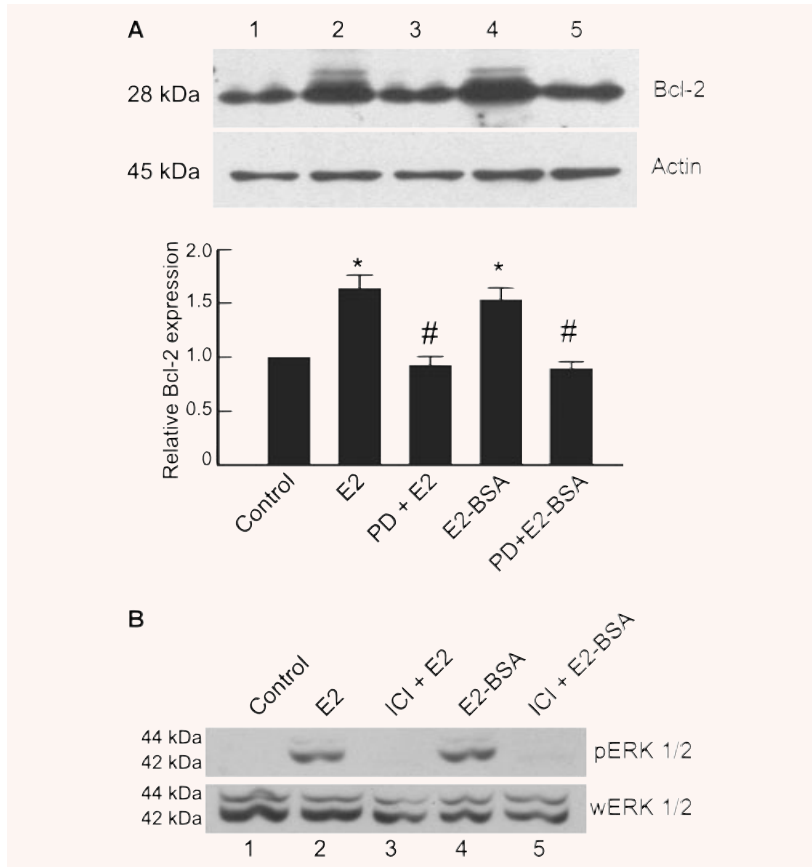 A
1 2 3 4 5
28 kDa Bcl-2
45 kDa Actin
Relative Bcl-2 expression
2.0
* *
1.5
# #
1.0
0.5
0
Control E2 PD + E2 E2-BSA PD+E2-BSA
B
Control E2 ICI + E2 E2-BSA ICI + E2-BSA
44 kDa
42 kDa
pERK 1/2
44 kDa
42 kDa
wERK 1/2
1 2 3 4 5